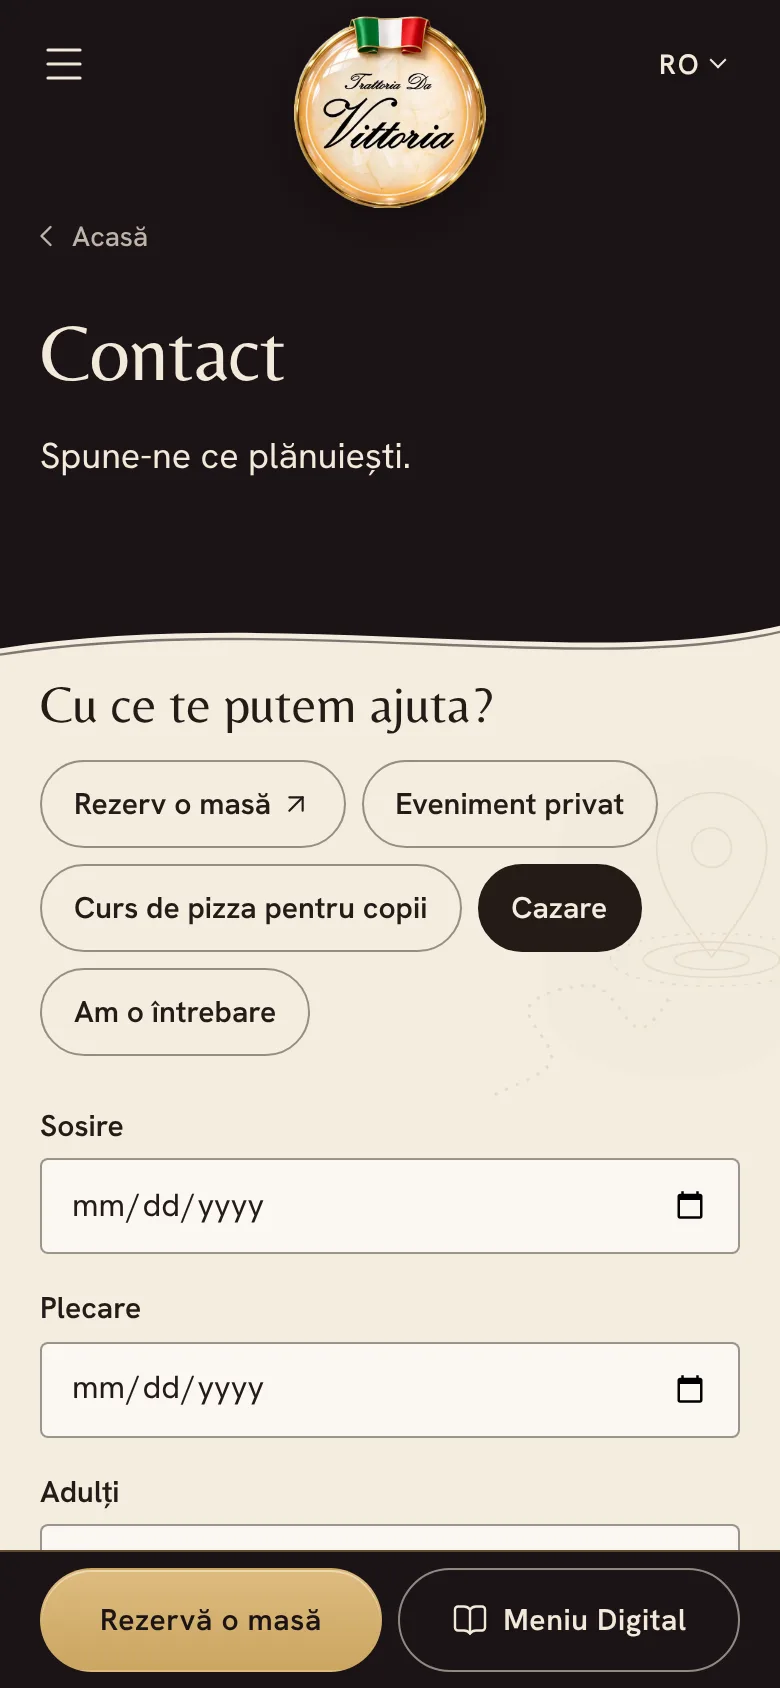 RO
Trattoria Da
Vittoria
Acasă
Contact
Spune-ne ce plănuiești.
Cu ce te putem ajuta?
Rezerv o masă
Eveniment privat
Curs de pizza pentru copii
Cazare
Am o întrebare
Sosire
mm/dd/yyyy
Plecare
mm/dd/yyyy
Adulți
Rezervă o masă
Meniu Digital